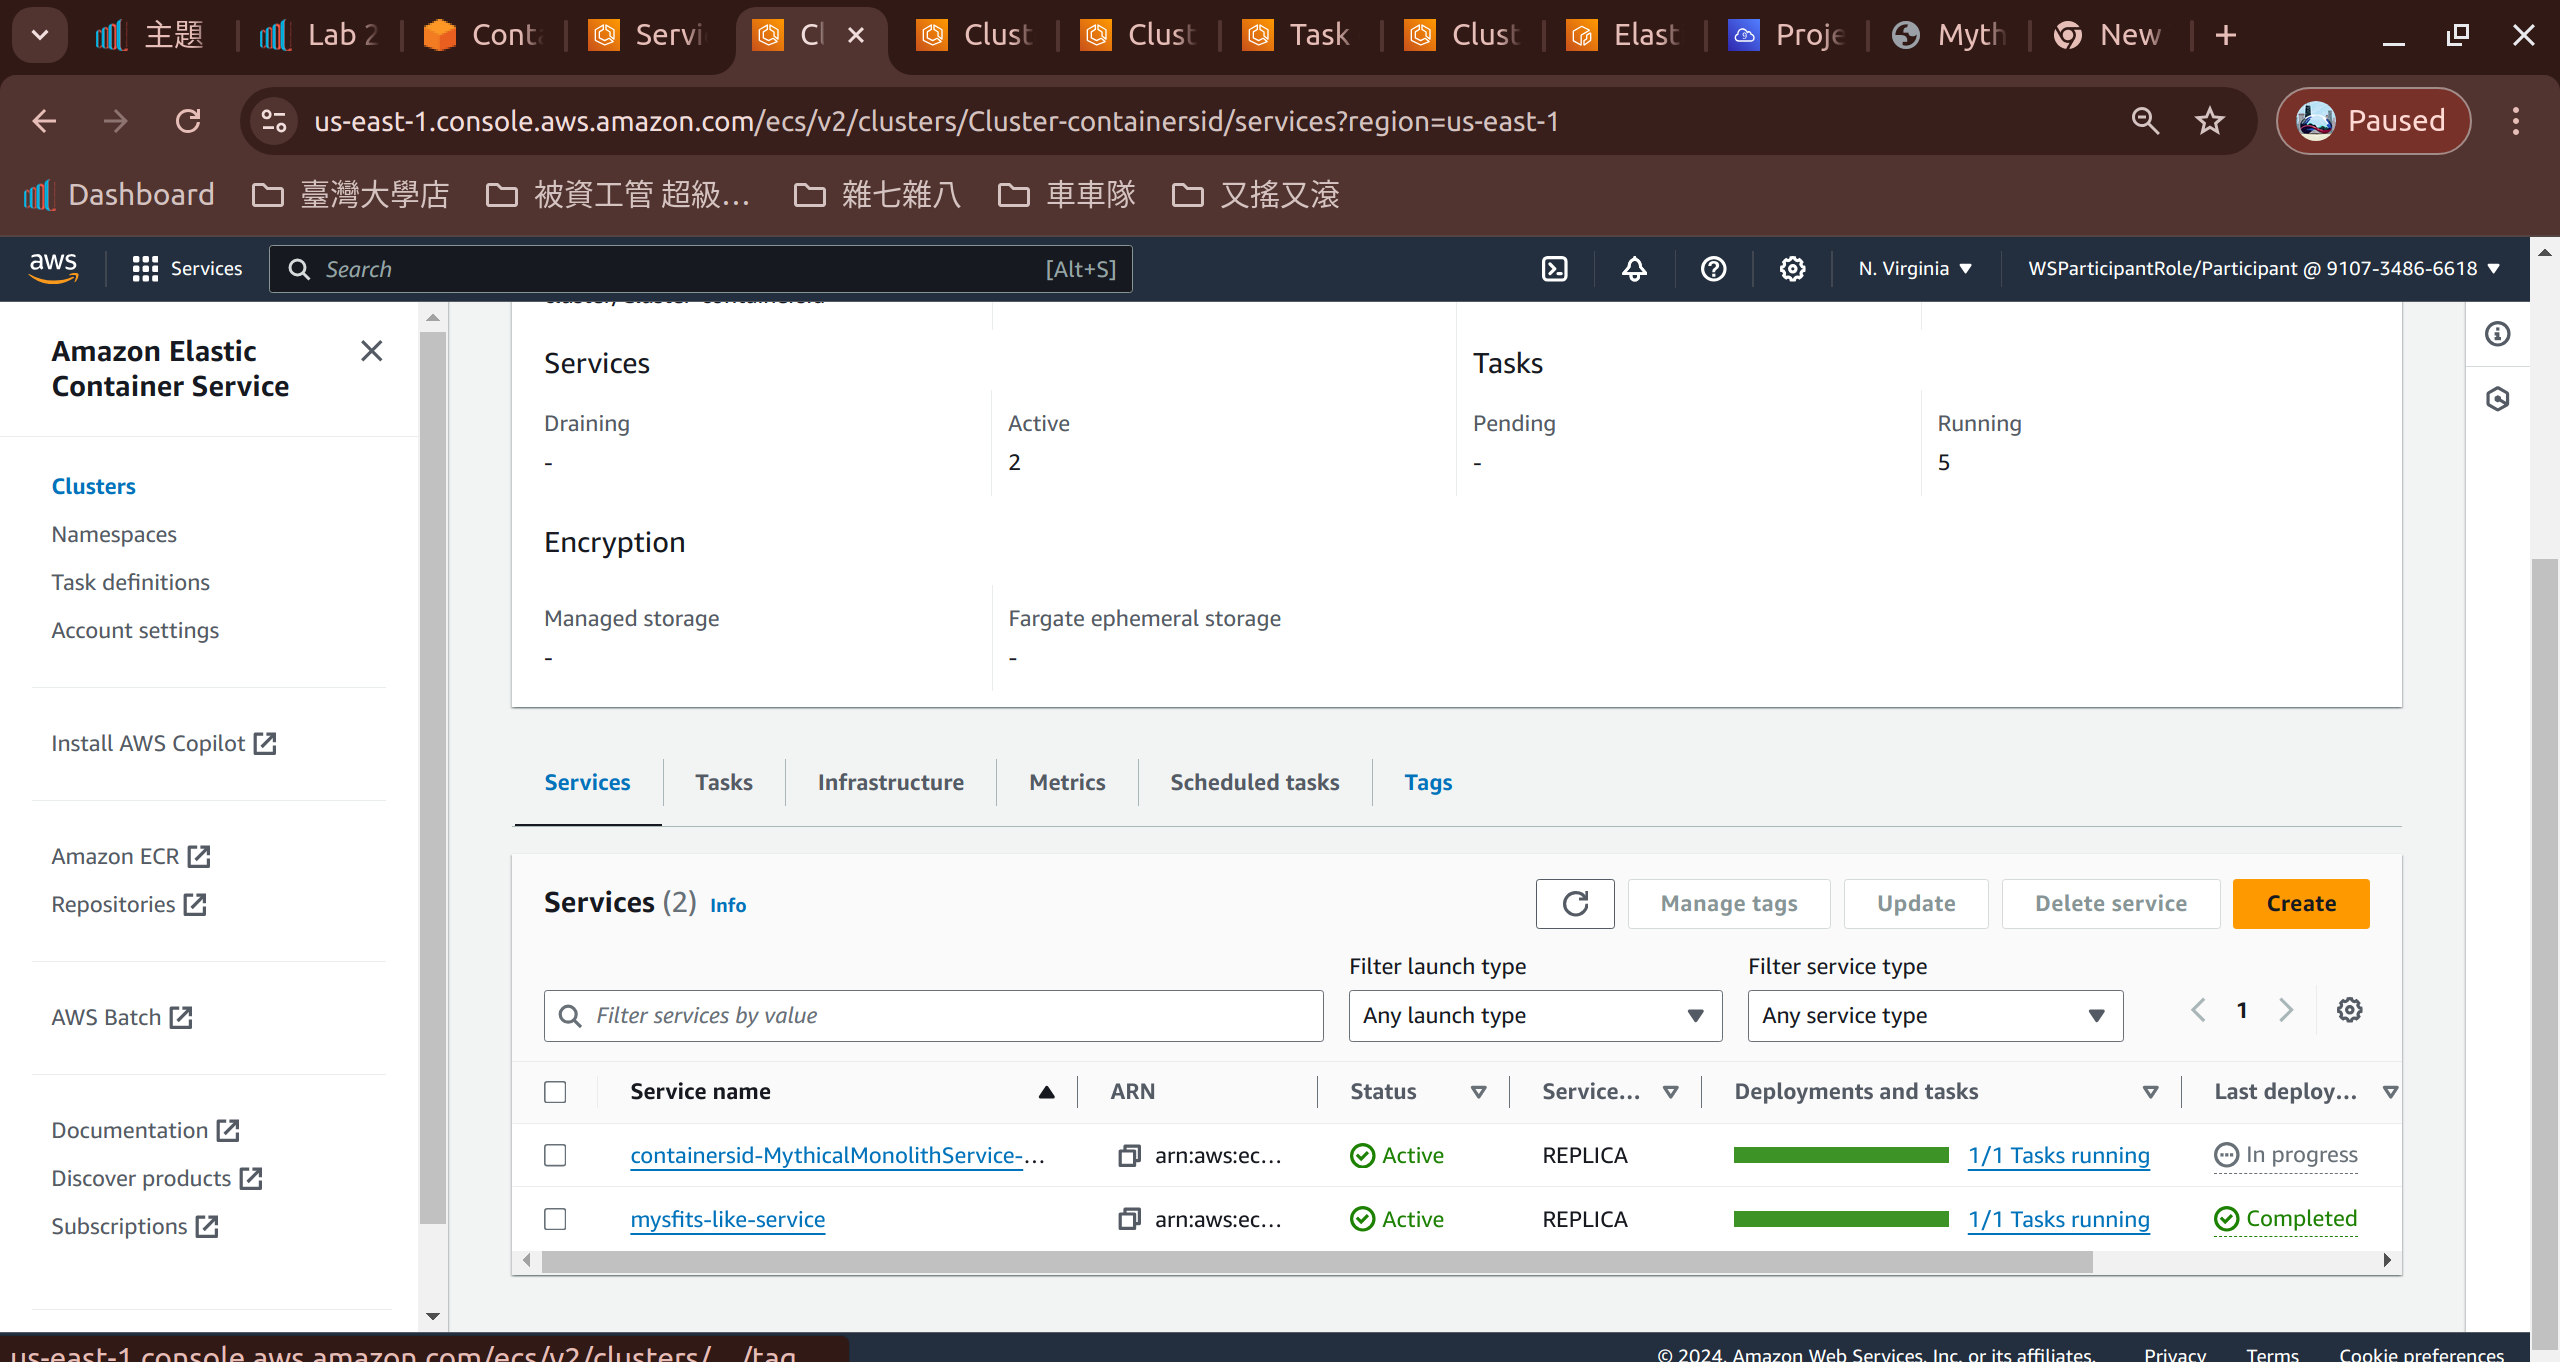 主題
Lab 2
Conta
Servi
Cl
Clust
Clust
Task
Clust
Elast
Proje
Myth
New
us-east-1.console.aws.amazon.com/ecs/v2/clusters/Cluster-containersid/services?region=us-east-1
Paused
Dashboard
臺灣大學店
被資工管 超級...
雜七雜八
車車隊
又搖又滾
aws
Services
Search
[Alt+S]
N. Virginia
WSParticipantRole/Participant @ 9107-3486-6618
Amazon Elastic
Container Service
Clusters
Namespaces
Task definitions
Account settings
Install AWS Copilot
Amazon ECR
Repositories
AWS Batch
Documentation
Discover products
Subscriptions
Services
Tasks
Draining
Active
Pending
Running
-
2
-
5
Encryption
Managed storage
Fargate ephemeral storage
-
-
Services
Tasks
Infrastructure
Metrics
Scheduled tasks
Tags
Services (2) Info
Manage tags
Update
Delete service
Create
Filter launch type
Filter service type
Filter services by value
Any launch type
Any service type
1
Service name
ARN
Status
Service...
Deployments and tasks
Last deploy...
containersid-MythicalMonolithService-...
arn:aws:ec...
Active
REPLICA
1/1 Tasks running
In progress
mysfits-like-service
arn:aws:ec...
Active
REPLICA
1/1 Tasks running
Completed
us-east-1.console.aws.amazon.com/ecs/v2/clusters/.../tag
© 2024, Amazon Web Services, Inc. or its affiliates.
Privacy
Terms
Cookie preferences